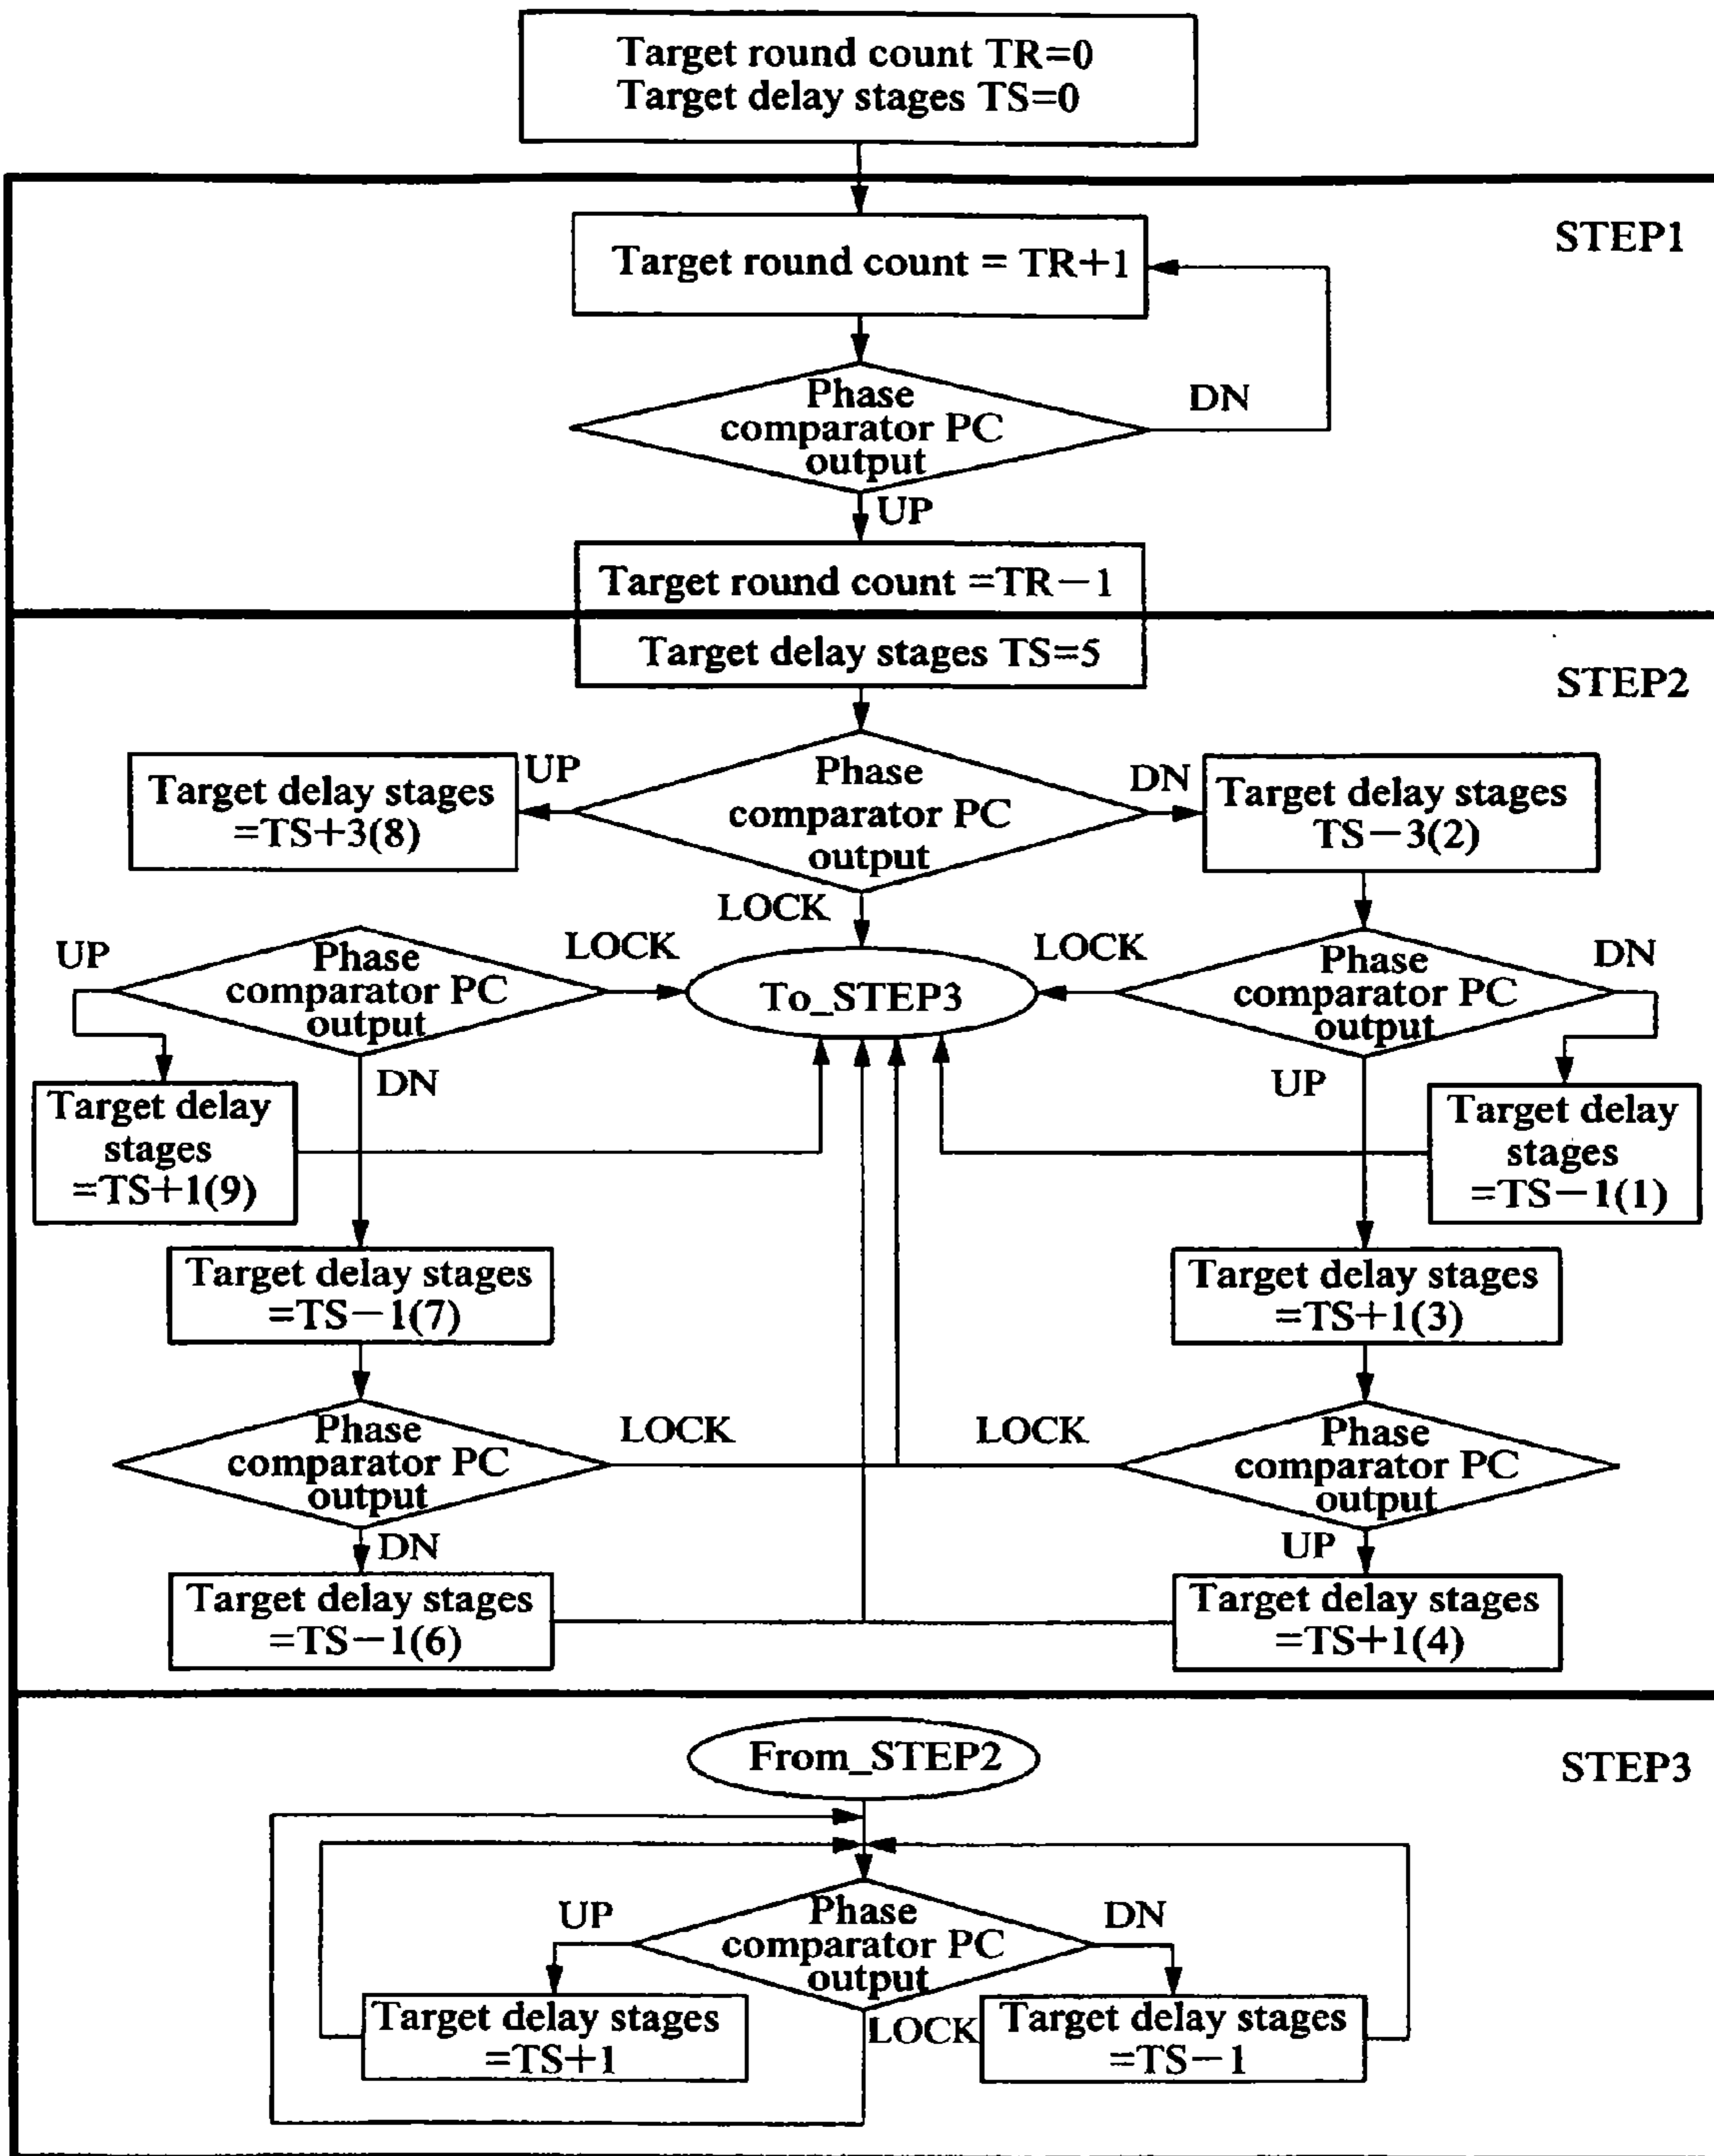 Target round count TR=0
Target delay stages TS=0
STEP1
Target round count = TR+1
Phase
comparator PC
output
DN
UP
Target round count =TR−1
STEP2
Target delay stages TS=5
Target delay stages
=TS+3(8)
UP
Phase
comparator PC
output
DN
Target delay stages
TS−3(2)
LOCK
UP
Phase
comparator PC
output
LOCK
To_STEP3
LOCK
Phase
comparator PC
output
DN
DN
UP
Target delay
stages
=TS+1(9)
Target delay
stages
=TS−1(1)
Target delay stages
=TS−1(7)
Target delay stages
=TS+1(3)
Phase
comparator PC
output
LOCK
LOCK
Phase
comparator PC
output
DN
UP
Target delay stages
=TS−1(6)
Target delay stages
=TS+1(4)
STEP3
From_STEP2
UP
Phase
comparator PC
output
DN
Target delay stages
=TS+1
LOCK
Target delay stages
=TS−1